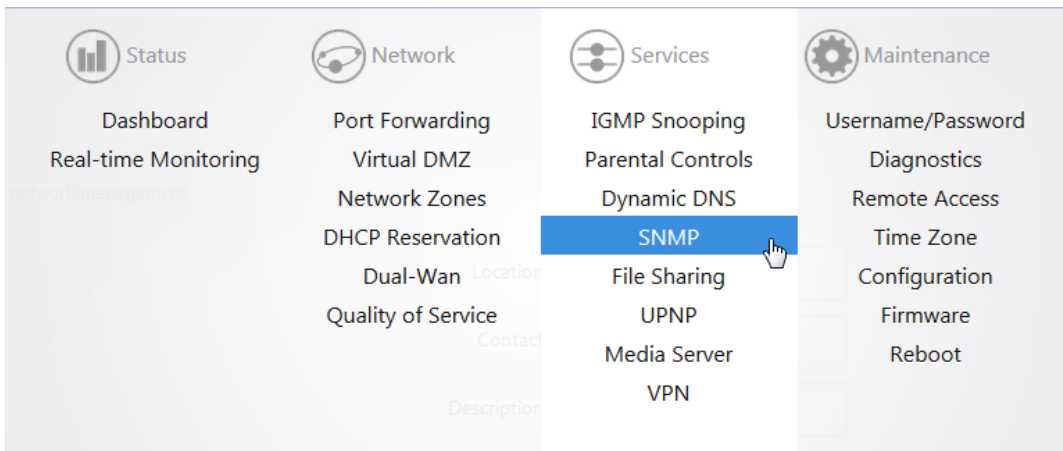 Status
Dashboard
Real-time Monitoring
Network
Port Forwarding
Virtual DMZ
Network Zones
DHCP Reservation
Dual-Wan
Quality of Service
Services
IGMP Snooping
Parental Controls
Dynamic DNS
SNMP
File Sharing
UPNP
Media Server
VPN
Maintenance
Username/Password
Diagnostics
Remote Access
Time Zone
Configuration
Firmware
Reboot
network management.
Location
Contact
Description